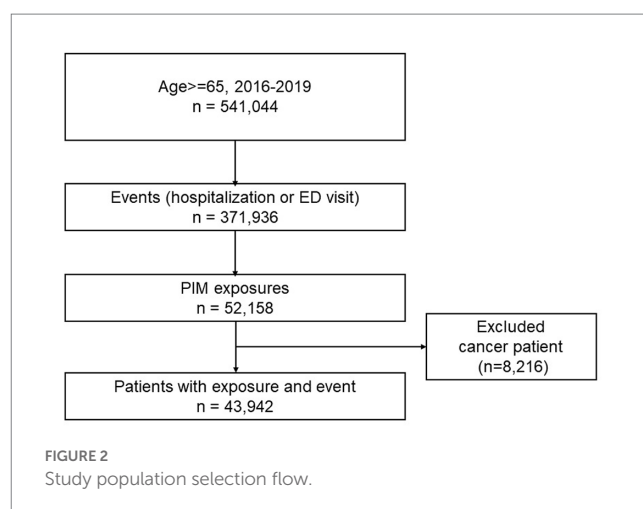 Age>=65, 2016-2019
n = 541,044
Events (hospitalization or ED visit)
n = 371,936
PIM exposures
n = 52,158
Excluded
cancer patient
(n=8,216)
Patients with exposure and event
n = 43,942
FIGURE 2
Study population selection flow.